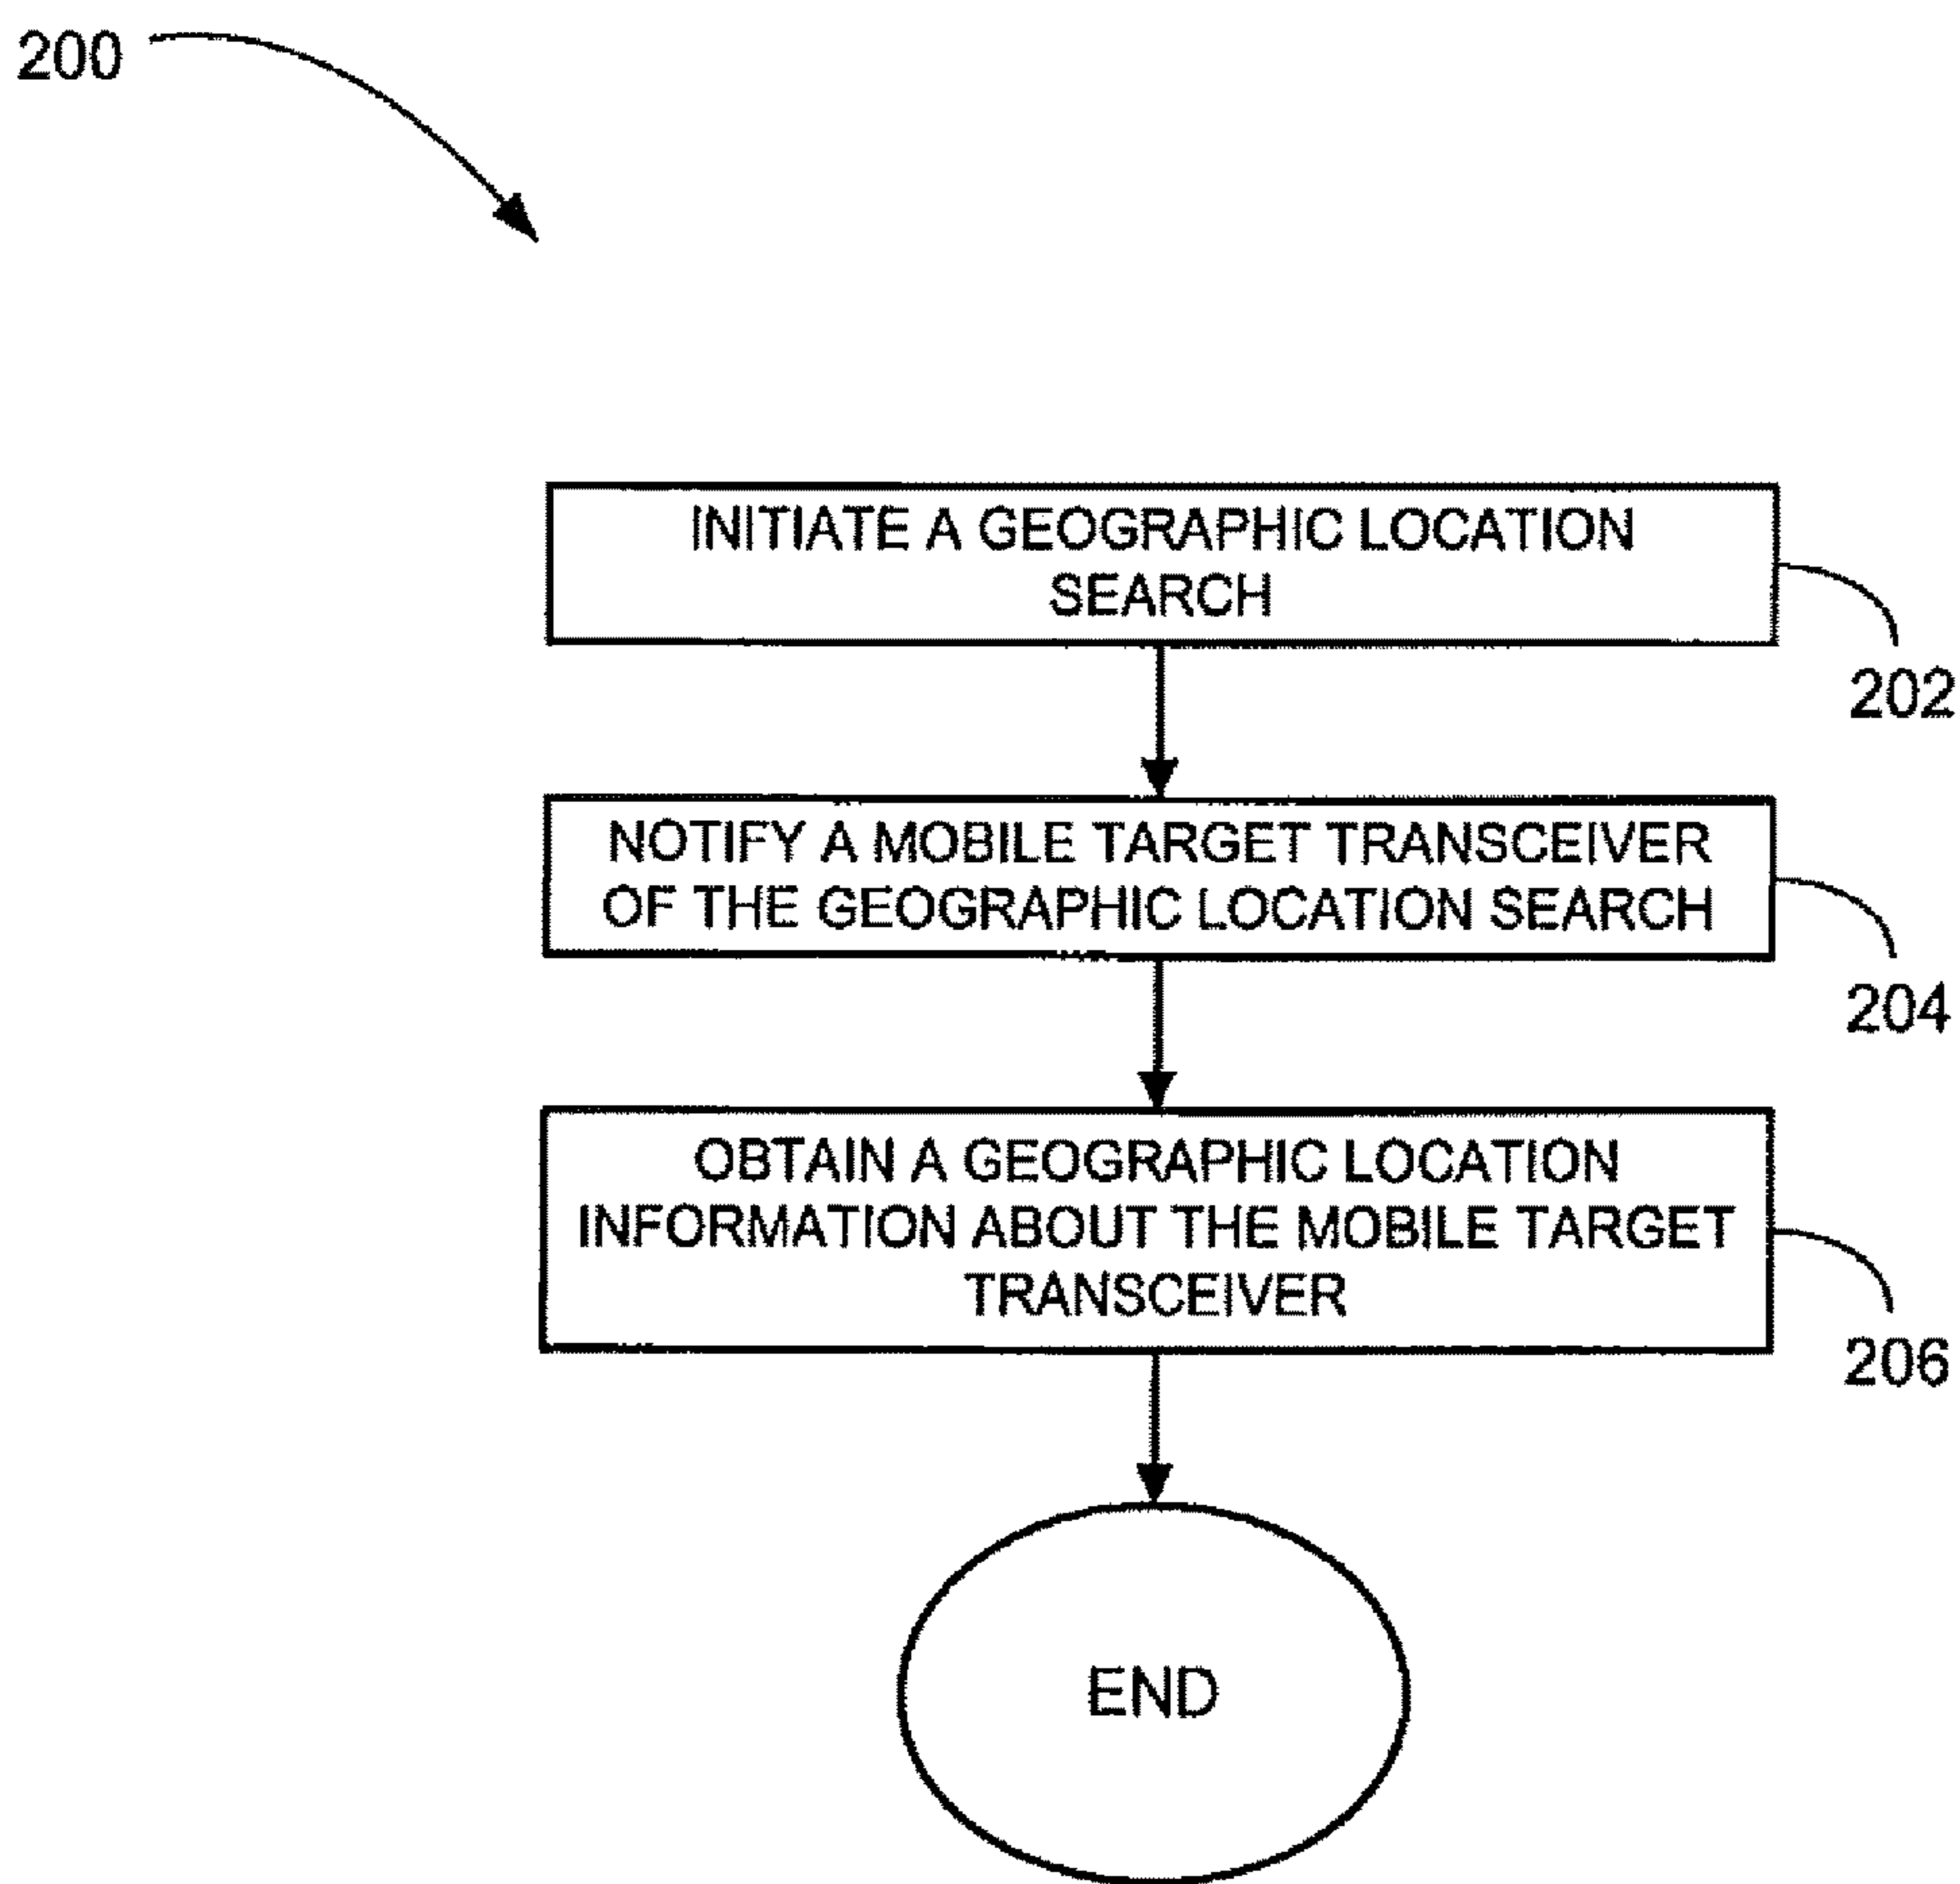 200
INITIATE A GEOGRAPHIC LOCATION
SEARCH
202
NOTIFY A MOBILE TARGET TRANSCEIVER
OF THE GEOGRAPHIC LOCATION SEARCH
204
OBTAIN A GEOGRAPHIC LOCATION
INFORMATION ABOUT THE MOBILE TARGET
TRANSCEIVER
206
END